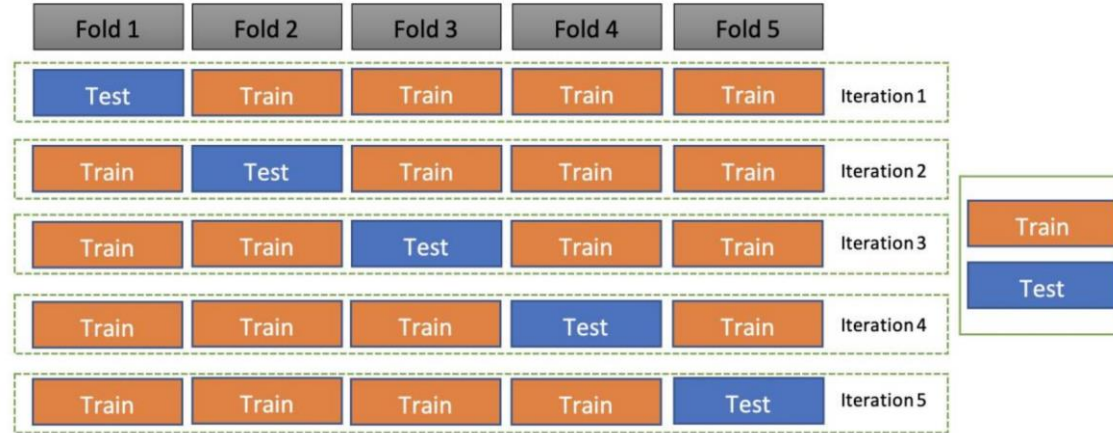 Fold 1 Fold 2 Fold 3 Fold 4 Fold 5
Test Train Train Train Train Iteration 1
Train Test Train Train Train Iteration 2
Train Train Test Train Train Iteration 3
Train Train Train Test Train Iteration 4
Train Train Train Train Test Iteration 5
Train
Test